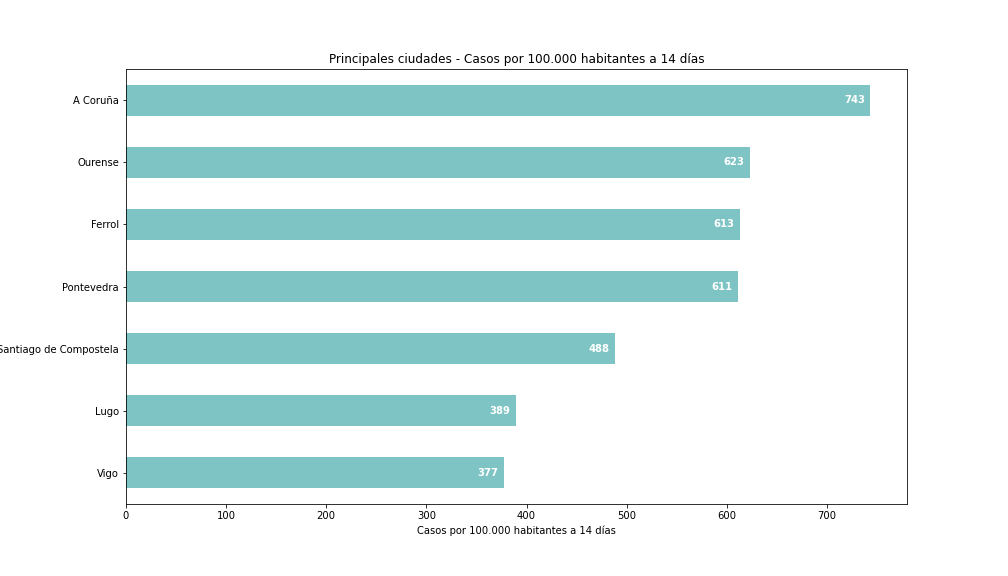 Principales ciudades - Casos por 100.000 habitantes a 14 días
A Coruña
743
Ourense
623
Ferrol
613
Pontevedra
611
Santiago de Compostela
488
Lugo
389
Vigo
377
0 100 200 300 400 500 600 700
Casos por 100.000 habitantes a 14 días